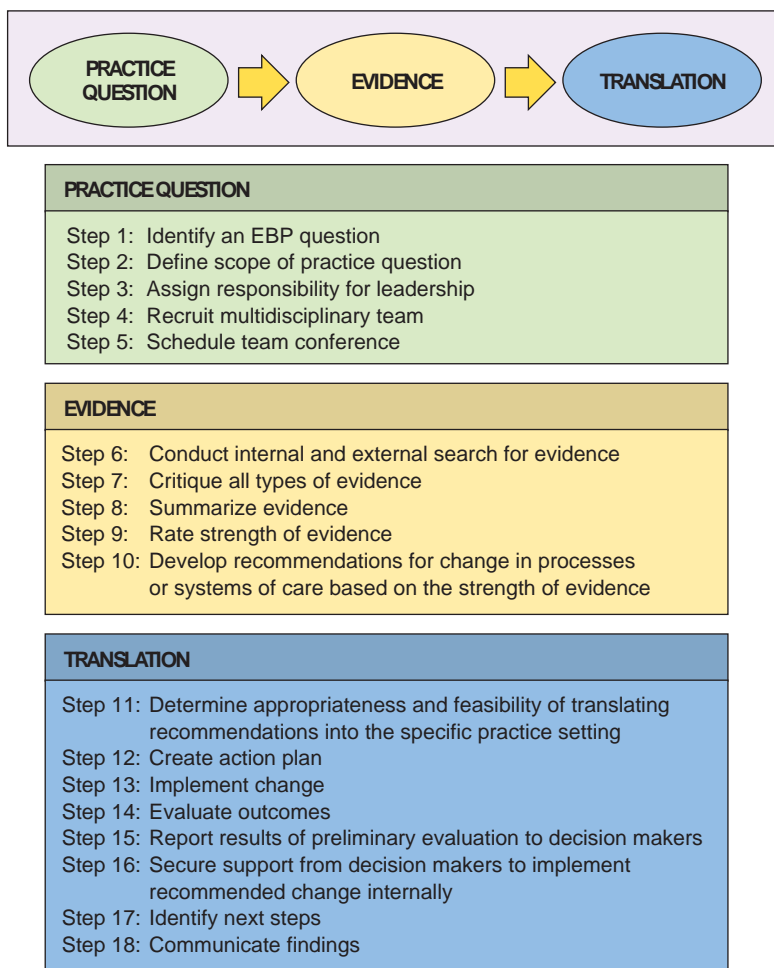 PRACTICE
QUESTION
EVIDENCE
TRANSLATION
PRACTICE QUESTION
Step 1: Identify an EBP question
Step 2: Define scope of practice question
Step 3: Assign responsibility for leadership
Step 4: Recruit multidisciplinary team
Step 5: Schedule team conference
EVIDENCE
Step 6: Conduct internal and external search for evidence
Step 7: Critique all types of evidence
Step 8: Summarize evidence
Step 9: Rate strength of evidence
Step 10: Develop recommendations for change in processes
or systems of care based on the strength of evidence
TRANSLATION
Step 11: Determine appropriateness and feasibility of translating
recommendations into the specific practice setting
Step 12: Create action plan
Step 13: Implement change
Step 14: Evaluate outcomes
Step 15: Report results of preliminary evaluation to decision makers
Step 16: Secure support from decision makers to implement
recommended change internally
Step 17: Identify next steps
Step 18: Communicate findings